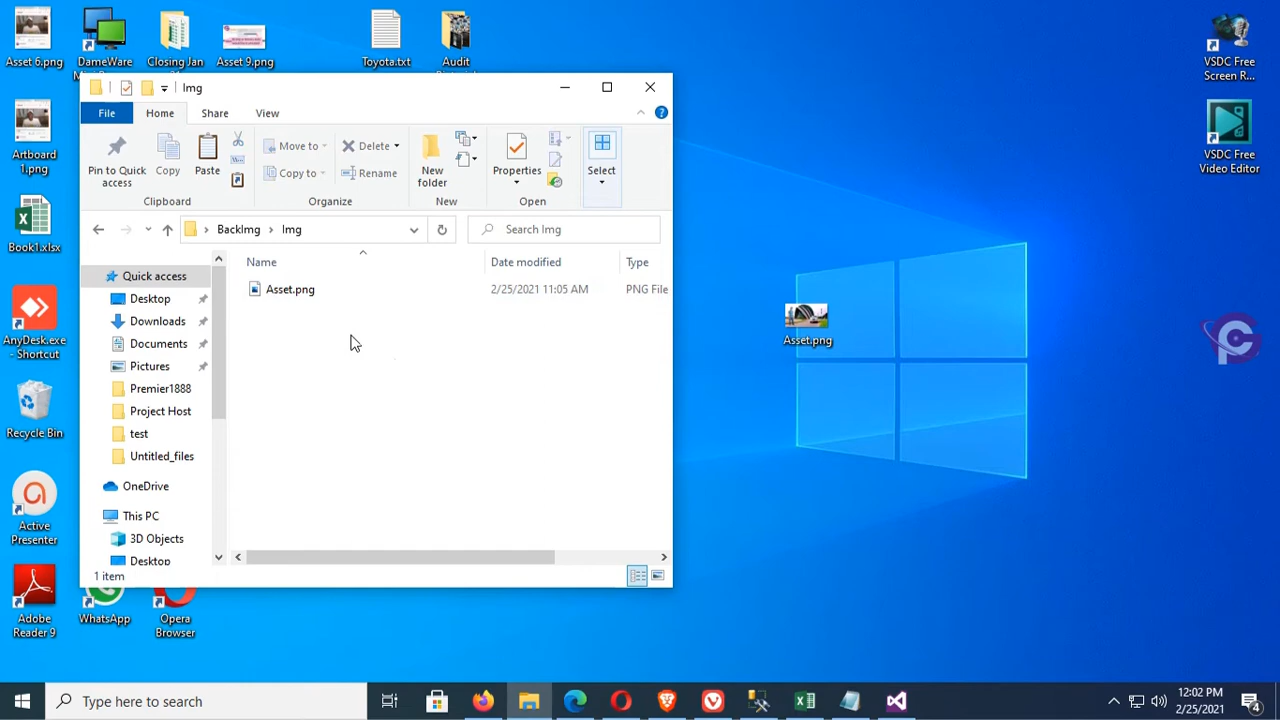 Asset 6.png
DameWare
Closing Jan
Asset 9.png
Toyota.txt
Audit
VSDC Free
Screen R...
Img
File
Home
Share
View
Pin to Quick
access
Copy
Paste
Move to
Copy to
Delete
Rename
New
folder
Properties
Select
Clipboard
Organize
New
Open
BackImg
Img
Search Img
Name
Date modified
Type
Asset.png
2/25/2021 11:05 AM
PNG File
Quick access
Desktop
Downloads
Documents
Pictures
Premier1888
Project Host
test
Untitled_files
OneDrive
This PC
3D Objects
Desktop
1 item
Artboard
1.png
Book1.xlsx
AnyDesk.exe
- Shortcut
Recycle Bin
Active
Presenter
Adobe
Reader 9
WhatsApp
Opera
Browser
Asset.png
VSDC Free
Video Editor
Type here to search
12:02 PM
2/25/2021
4